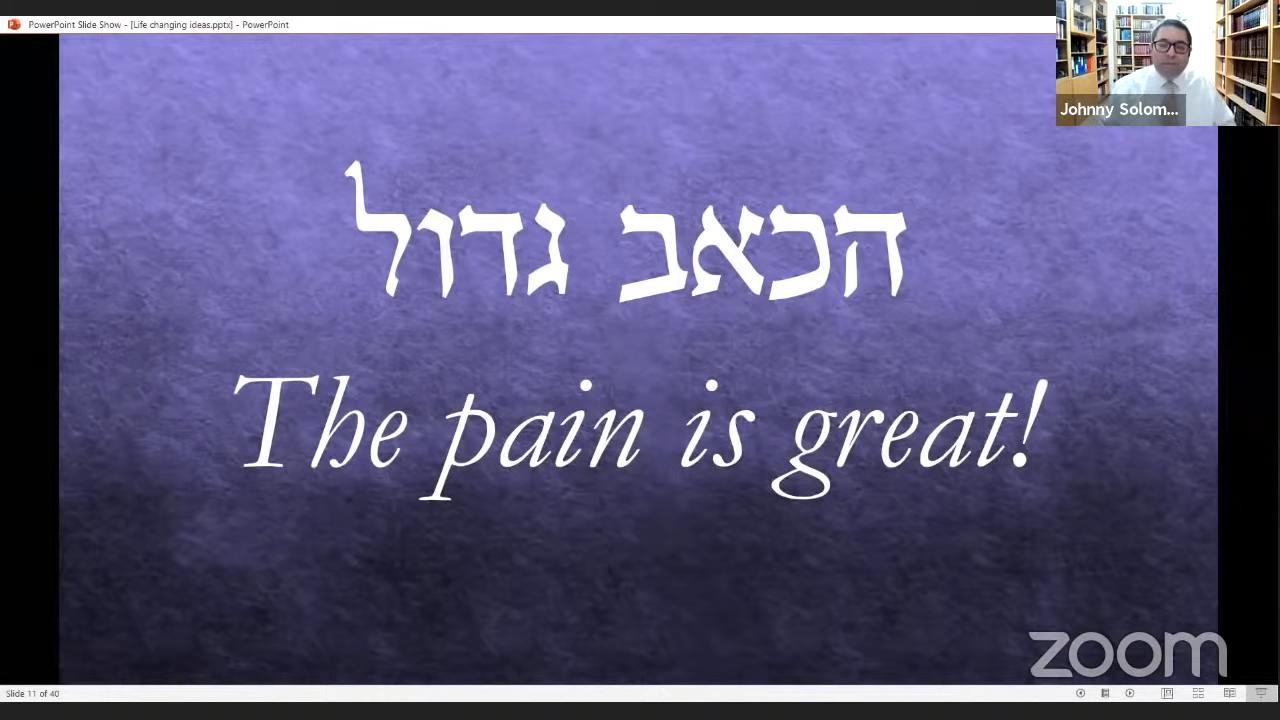 PowerPoint Slide Show - [Life changing ideas.pptx] - PowerPoint
Johnny Solom...
הכאב גדול
The pain is great!
zoom
Slide 11 of 40